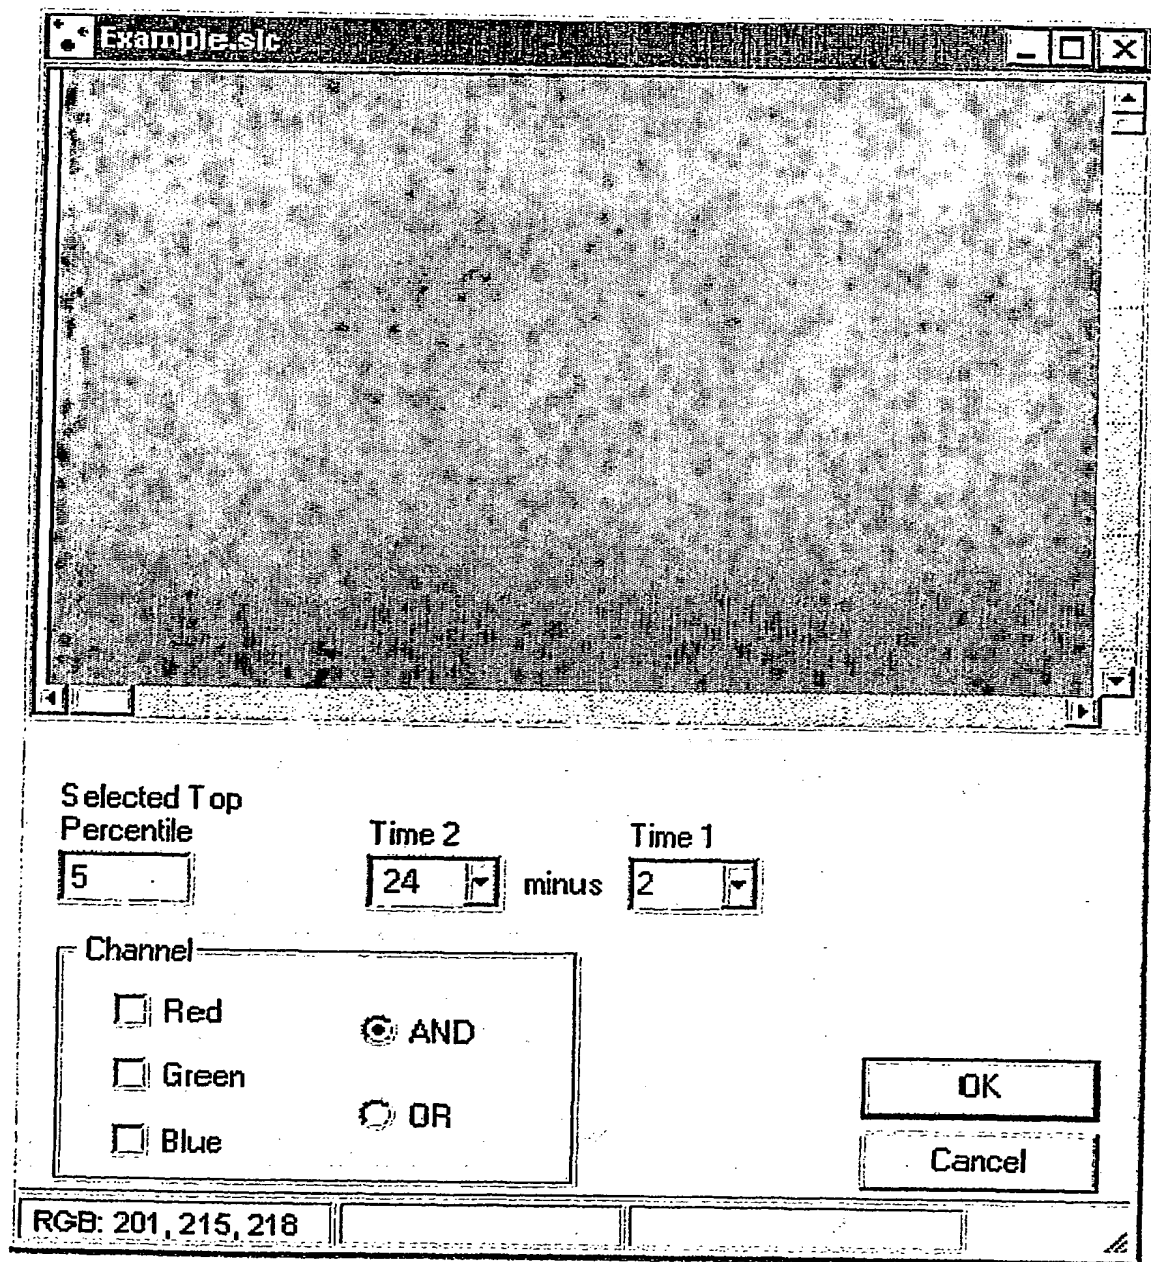 Example.slc
Selected Top
Percentile
5
Time 2
24
minus
Time 1
2
Channel
Red
Green
Blue
AND
OR
OK
Cancel
RGB: 201, 215, 218